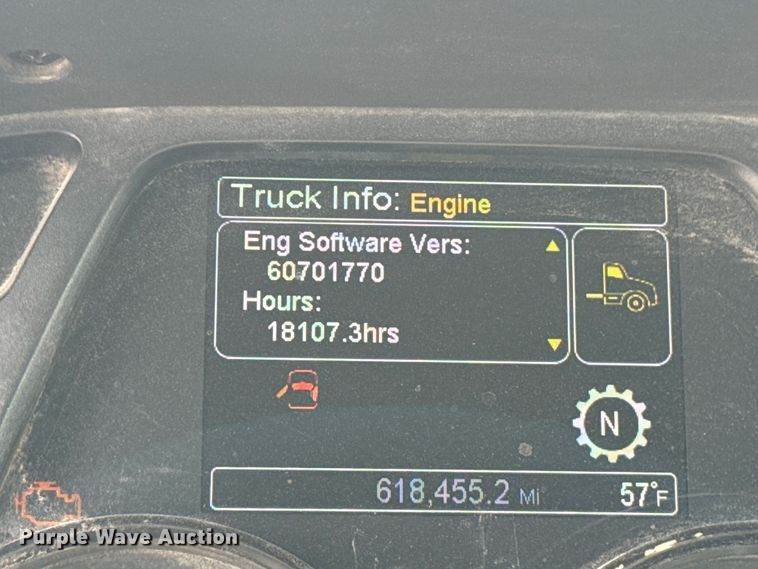 Truck Info: Engine
Eng Software Vers:
60701770
Hours:
18107.3hrs
N
618,455.2 Mi
57°F
Purple Wave Auction